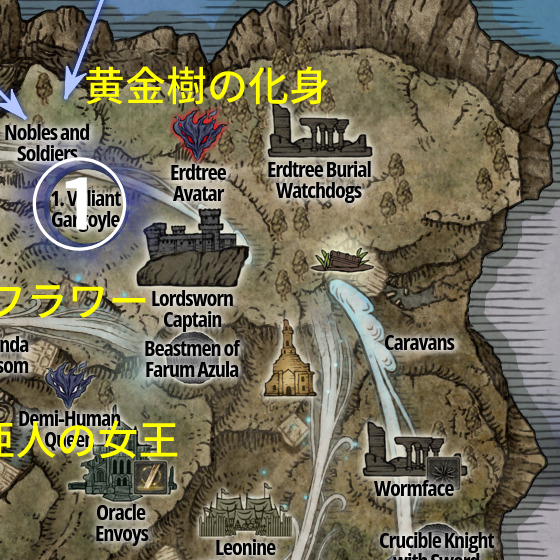 黄金樹の化身
Nobles and
Soldiers
Erdtree
Avatar
Erdtree Burial
Watchdogs
1. Valiant
Gargoyle
1
フラワー
Lordsworn
Captain
Beastmen of
Farum Azula
Caravans
Demi-Human
Queen
亜人の女王
Wormface
Oracle
Envoys
Leonine
Crucible Knight
with Sword